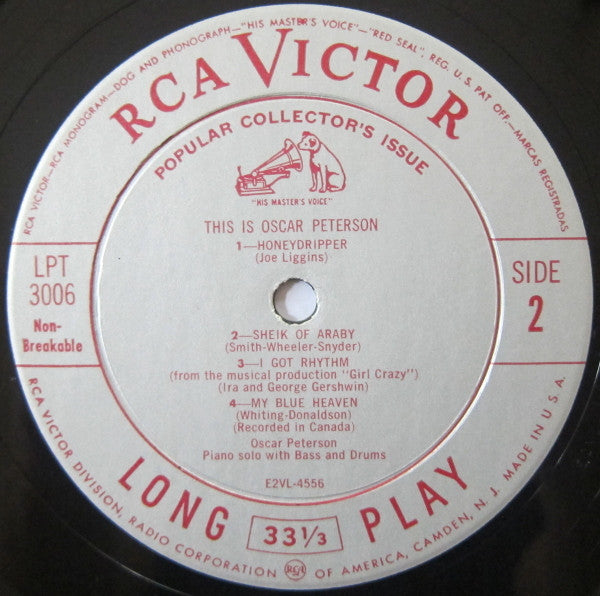 RCA VICTOR—RCA MONOGRAM—DOG AND PHONOGRAPH—"HIS MASTER'S VOICE"—"RED SEAL", REG. U.S. PAT. OFF.—MARCAS REGISTRADAS
RCA VICTOR
POPULAR COLLECTOR'S ISSUE
"HIS MASTER'S VOICE"
THIS IS OSCAR PETERSON
1—HONEYDRIPPER
(Joe Liggins)
LPT
3006
Non-
Breakable
SIDE
2
2—SHEIK OF ARABY
(Smith-Wheeler-Snyder)
3—I GOT RHYTHM
(from the musical production "Girl Crazy")
(Ira and George Gershwin)
4—MY BLUE HEAVEN
(Whiting-Donaldson)
(Recorded in Canada)
Oscar Peterson
Piano solo with Bass and Drums
E2VL-4556
LONG 33⅓ PLAY
RCA VICTOR DIVISION, RADIO CORPORATION RCA OF AMERICA, CAMDEN, N. J. MADE IN U.S.A.